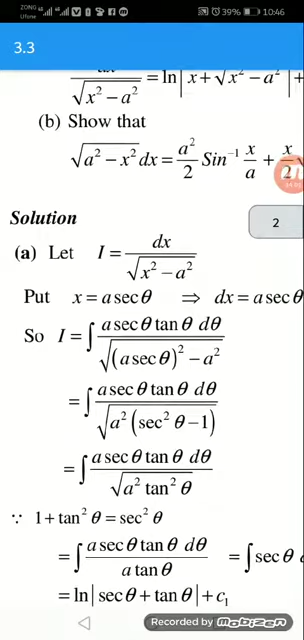 ZONG
Ufone
39%
10:46
3.3
√(x² − a²) = ln| x + √x² − a² | +
(b) Show that
√(a² − x²) dx = a²/2 Sin⁻¹ x/a + x/2
Solution
2
(a) Let I = dx/√(x² − a²)
Put x = a sec θ ⇒ dx = a sec θ
So I = ∫ a sec θ tan θ dθ / √((a sec θ)² − a²)
= ∫ a sec θ tan θ dθ / √(a² (sec² θ − 1))
= ∫ a sec θ tan θ dθ / √(a² tan² θ)
∵ 1 + tan² θ = sec² θ
= ∫ a sec θ tan θ dθ / a tan θ = ∫ sec θ
= ln| sec θ + tan θ | + c₁
Recorded by mobizen